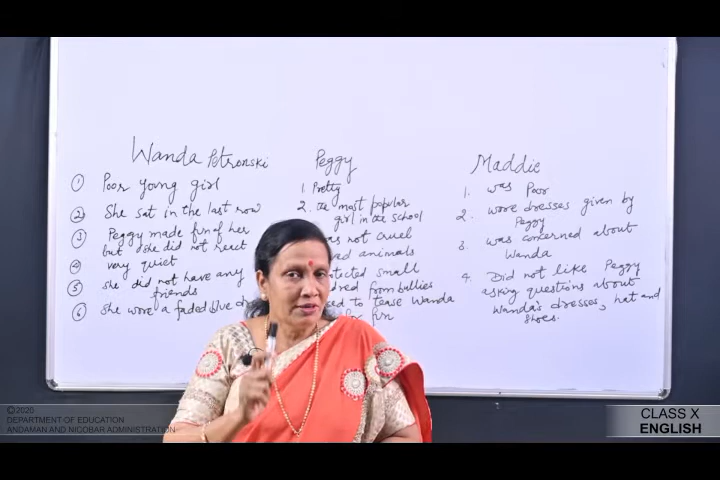 Wanda Petronski
① Poor young girl
② She sat in the last row
③ Peggy made fun of her
but she did not react
④ very quiet
⑤ she did not have any
friends
⑥ she wore a faded blue
Peggy
1. Pretty
2. The most popular
girl in the school
not cruel
animals
small
from bullies
to tease Wanda
for fun
Maddie
1. was Poor
2. wore dresses given by
Peggy
3. was concerned about
Wanda
4. Did not like Peggy
asking questions about
Wanda's dresses, hat and
shoes.
©2020
DEPARTMENT OF EDUCATION
ANDAMAN AND NICOBAR ADMINISTRATION
CLASS X
ENGLISH